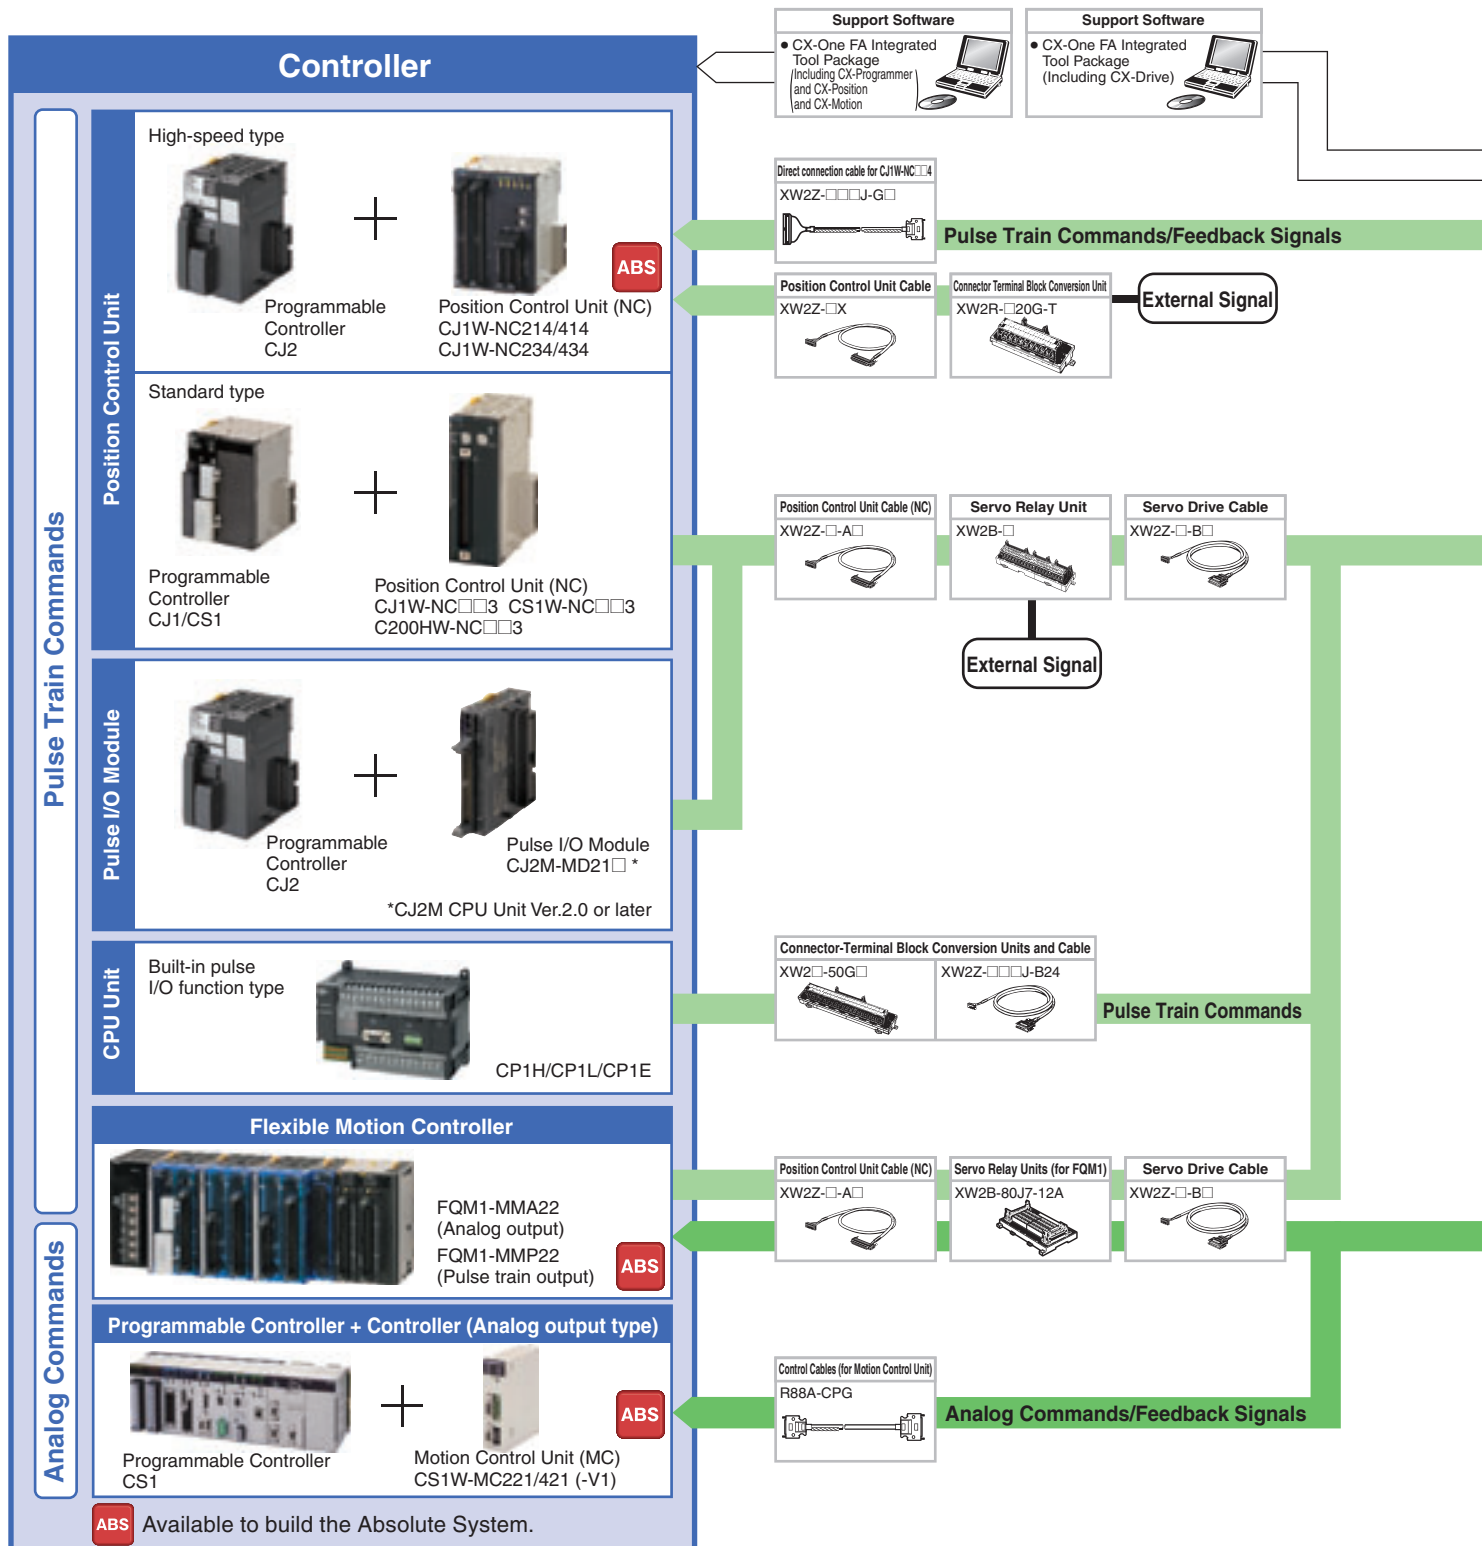 Support Software
● CX-One FA Integrated
Tool Package
(Including CX-Programmer
and CX-Position
and CX-Motion)
Support Software
● CX-One FA Integrated
Tool Package
(Including CX-Drive)
Controller
Pulse Train Commands
Analog Commands
Position Control Unit
High-speed type
Programmable
Controller
CJ2
ABS
Position Control Unit (NC)
CJ1W-NC214/414
CJ1W-NC234/434
Direct connection cable for CJ1W-NC□□4
XW2Z-□□□J-G□
Pulse Train Commands/Feedback Signals
Position Control Unit Cable
XW2Z-□X
Connector Terminal Block Conversion Unit
XW2R-□20G-T
External Signal
Standard type
Programmable
Controller
CJ1/CS1
Position Control Unit (NC)
CJ1W-NC□□3 CS1W-NC□□3
C200HW-NC□□3
Position Control Unit Cable (NC)
XW2Z-□-A□
Servo Relay Unit
XW2B-□
Servo Drive Cable
XW2Z-□-B□
External Signal
Pulse I/O Module
Programmable
Controller
CJ2
Pulse I/O Module
CJ2M-MD21□ *
*CJ2M CPU Unit Ver.2.0 or later
CPU Unit
Built-in pulse
I/O function type
CP1H/CP1L/CP1E
Connector-Terminal Block Conversion Units and Cable
XW2□-50G□
XW2Z-□□□J-B24
Pulse Train Commands
Flexible Motion Controller
FQM1-MMA22
(Analog output)
FQM1-MMP22
(Pulse train output)
ABS
Position Control Unit Cable (NC)
XW2Z-□-A□
Servo Relay Units (for FQM1)
XW2B-80J7-12A
Servo Drive Cable
XW2Z-□-B□
Programmable Controller + Controller (Analog output type)
Programmable Controller
CS1
Motion Control Unit (MC)
CS1W-MC221/421 (-V1)
ABS
Control Cables (for Motion Control Unit)
R88A-CPG
Analog Commands/Feedback Signals
ABS Available to build the Absolute System.